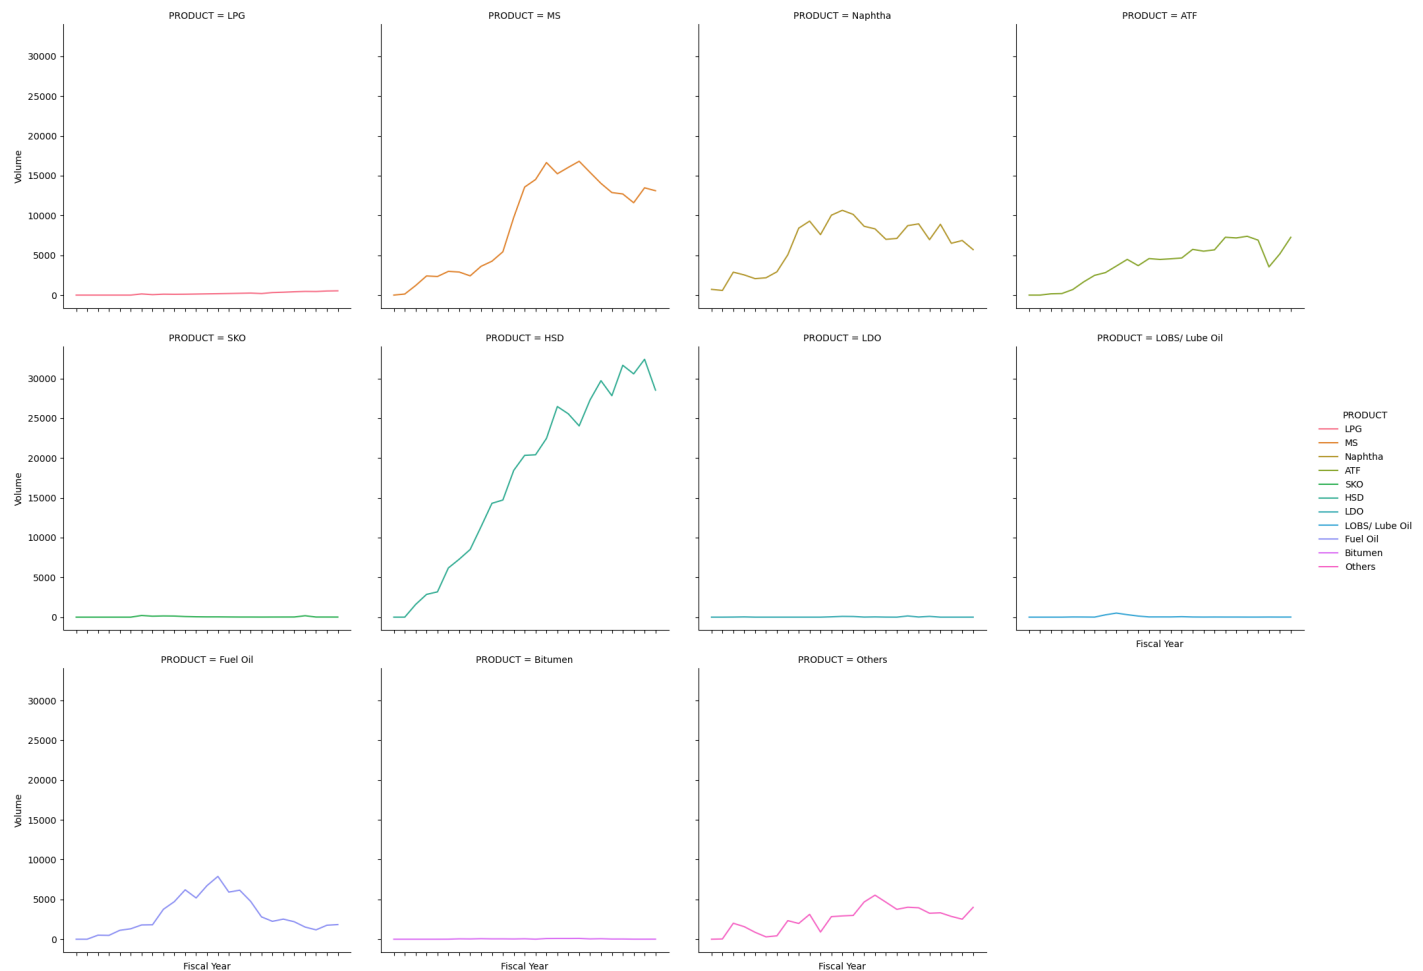 PRODUCT = LPG
PRODUCT = MS
PRODUCT = Naphtha
PRODUCT = ATF
30000
25000
20000
15000
10000
5000
0
Volume
PRODUCT = SKO
PRODUCT = HSD
PRODUCT = LDO
PRODUCT = LOBS/ Lube Oil
30000
25000
20000
15000
10000
5000
0
Volume
Fiscal Year
PRODUCT = Fuel Oil
PRODUCT = Bitumen
PRODUCT = Others
30000
25000
20000
15000
10000
5000
0
Volume
Fiscal Year
Fiscal Year
Fiscal Year
PRODUCT
LPG
MS
Naphtha
ATF
SKO
HSD
LDO
LOBS/ Lube Oil
Fuel Oil
Bitumen
Others